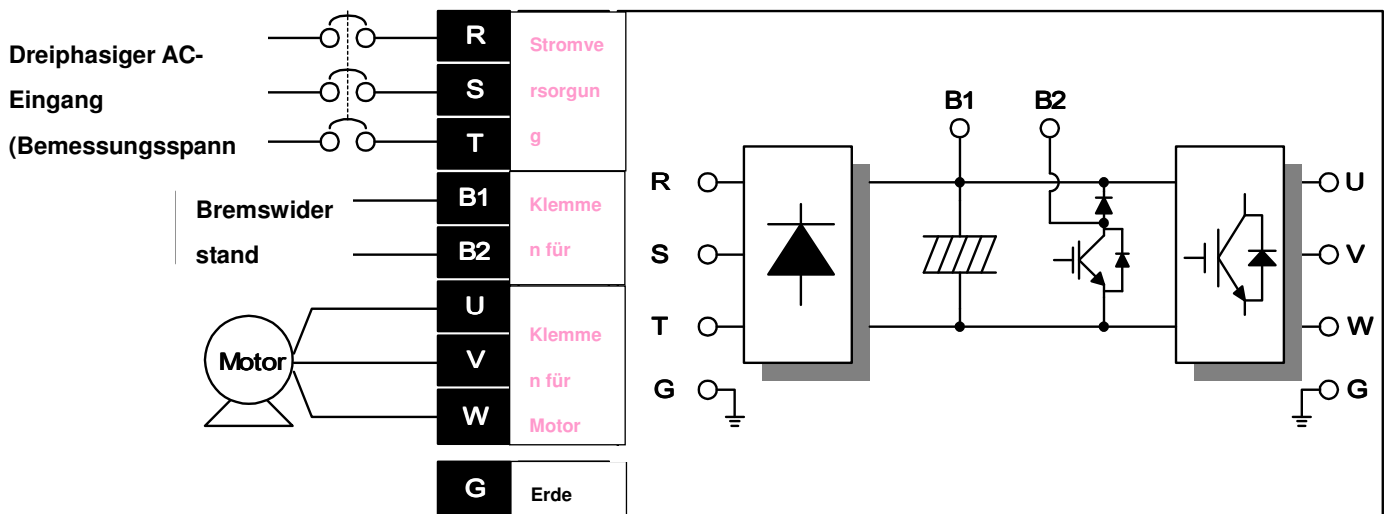 Dreiphasiger AC-
Eingang
(Bemessungsspann
R
S
T
Stromve
rsorgun
g
Bremswider
stand
B1
B2
Klemme
n für
Motor
U
V
W
Klemme
n für
Motor
G
Erde
B1
B2
R
S
T
G
U
V
W
G